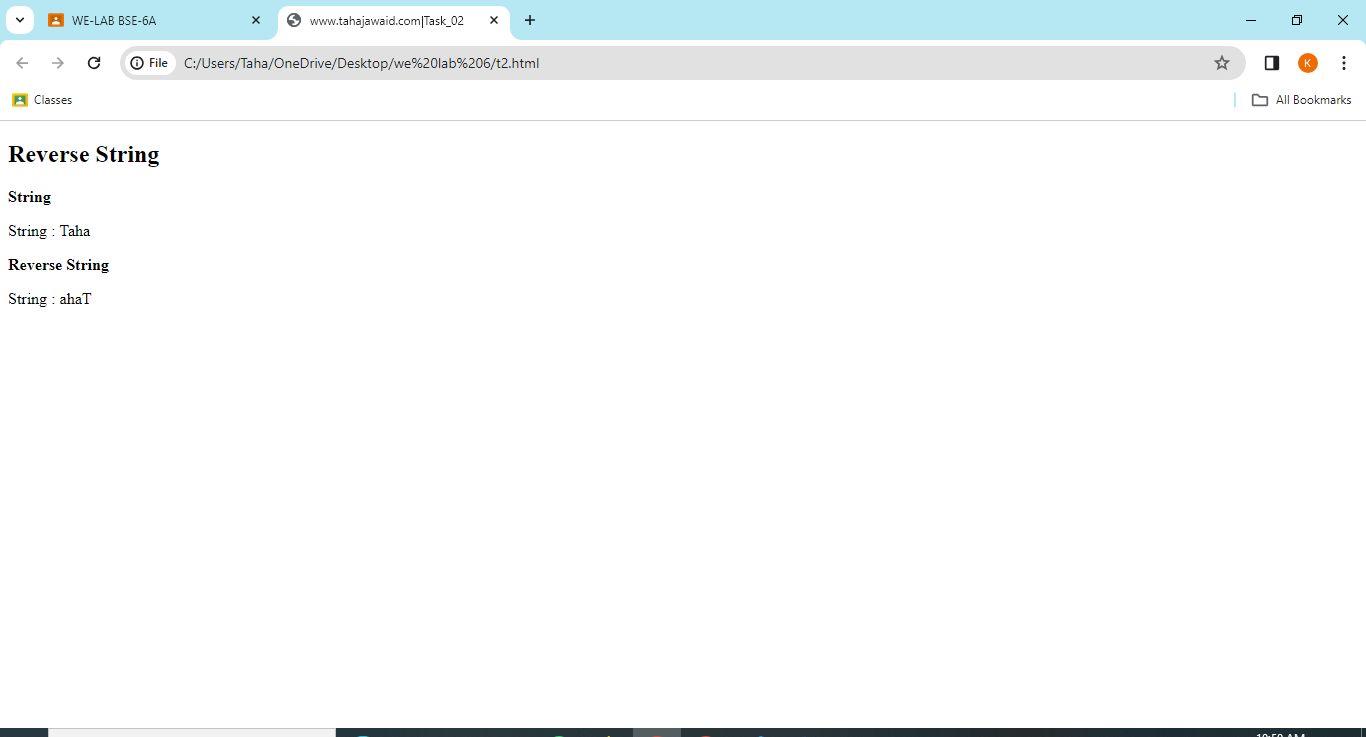 WE-LAB BSE-6A
www.tahajawaid.com|Task_02
File
C:/Users/Taha/OneDrive/Desktop/we%20lab%206/t2.html
K
Classes
All Bookmarks
Reverse String
String
String : Taha
Reverse String
String : ahaT